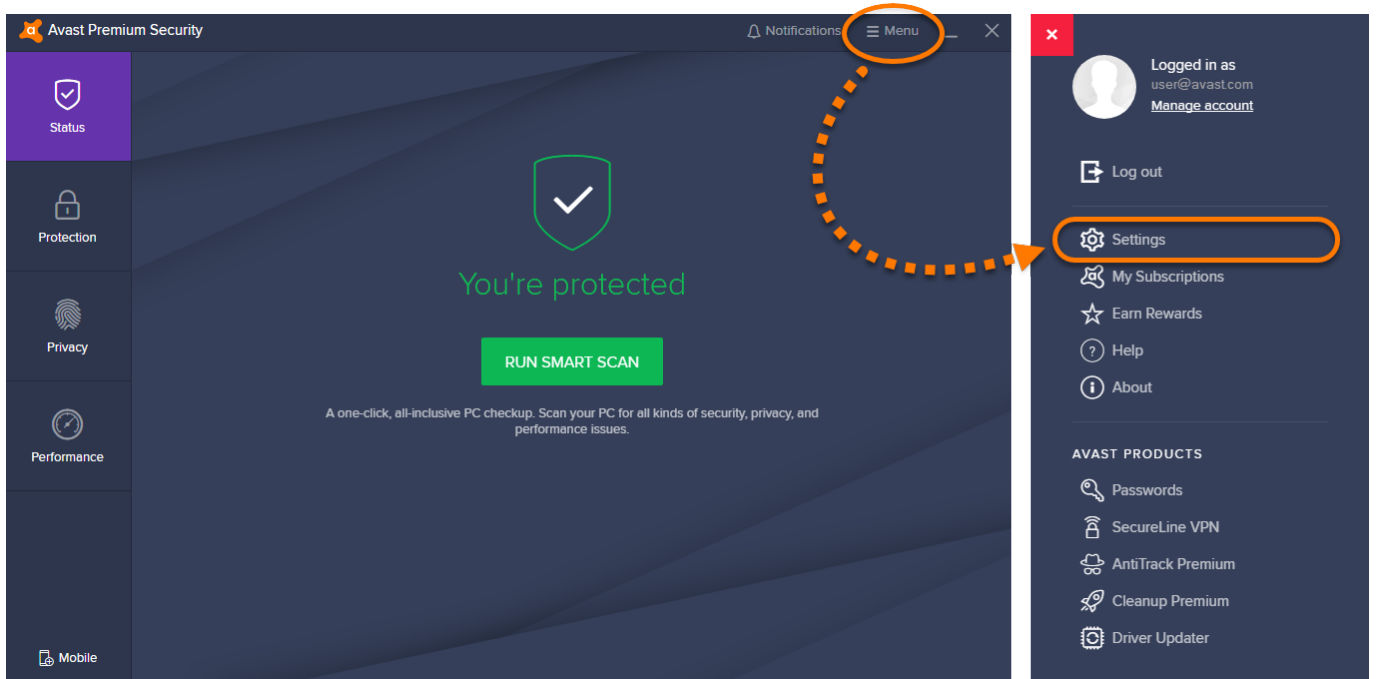 Avast Premium Security
Notifications
Menu
Status
Protection
Privacy
Performance
Mobile
You're protected
RUN SMART SCAN
A one-click, all-inclusive PC checkup. Scan your PC for all kinds of security, privacy, and
performance issues.
Logged in as
user@avast.com
Manage account
Log out
Settings
My Subscriptions
Earn Rewards
Help
About
AVAST PRODUCTS
Passwords
SecureLine VPN
AntiTrack Premium
Cleanup Premium
Driver Updater